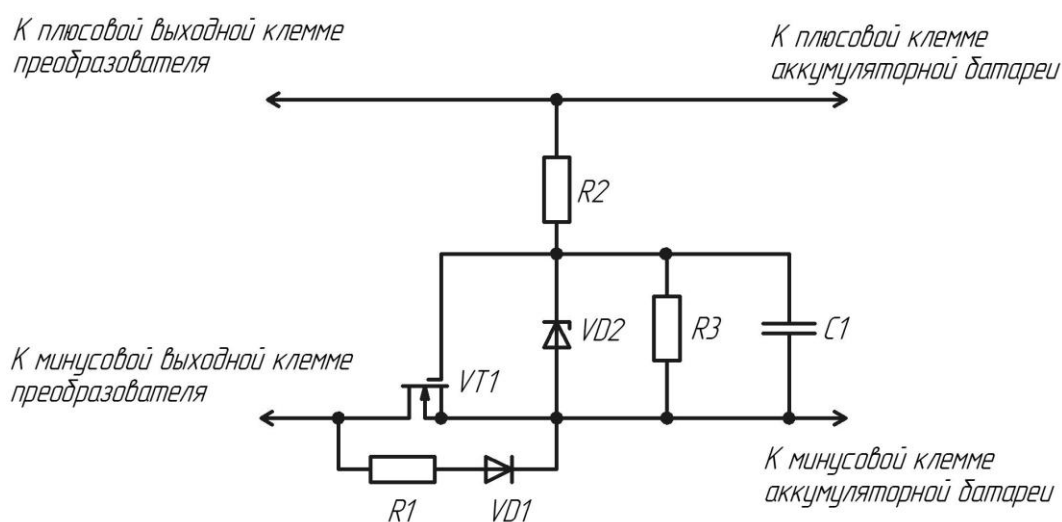 К плюсовой выходной клемме
преобразователя
К плюсовой клемме
аккумуляторной батареи
R2
VD2
R3
C1
К минусовой выходной клемме
преобразователя
VT1
R1
VD1
К минусовой клемме
аккумуляторной батареи